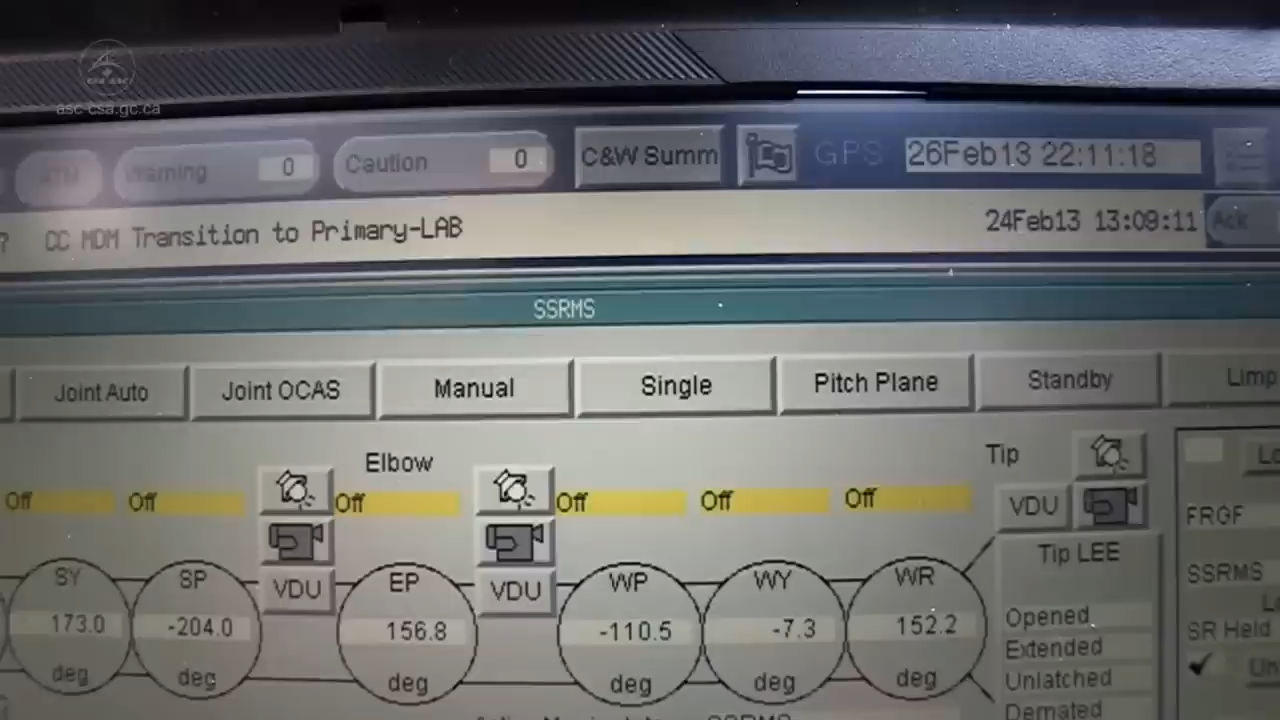 CSA ASC
asc-csa.gc.ca
ATM Warning 0 Caution 0 C&W Summ GPS 26Feb13 22:11:18
? CC MDM Transition to Primary-LAB 24Feb13 13:09:11 Ack
SSRMS
Joint Auto Joint OCAS Manual Single Pitch Plane Standby Limp
Elbow Tip
Off Off Off Off Off Off VDU
FRGF
Tip LEE
SY SP VDU EP VDU WP WY WR
SSRMS
173.0 -204.0 156.8 -110.5 -7.3 152.2 Opened
SR Held
Extended
deg deg deg deg deg deg Unlatched
Demated